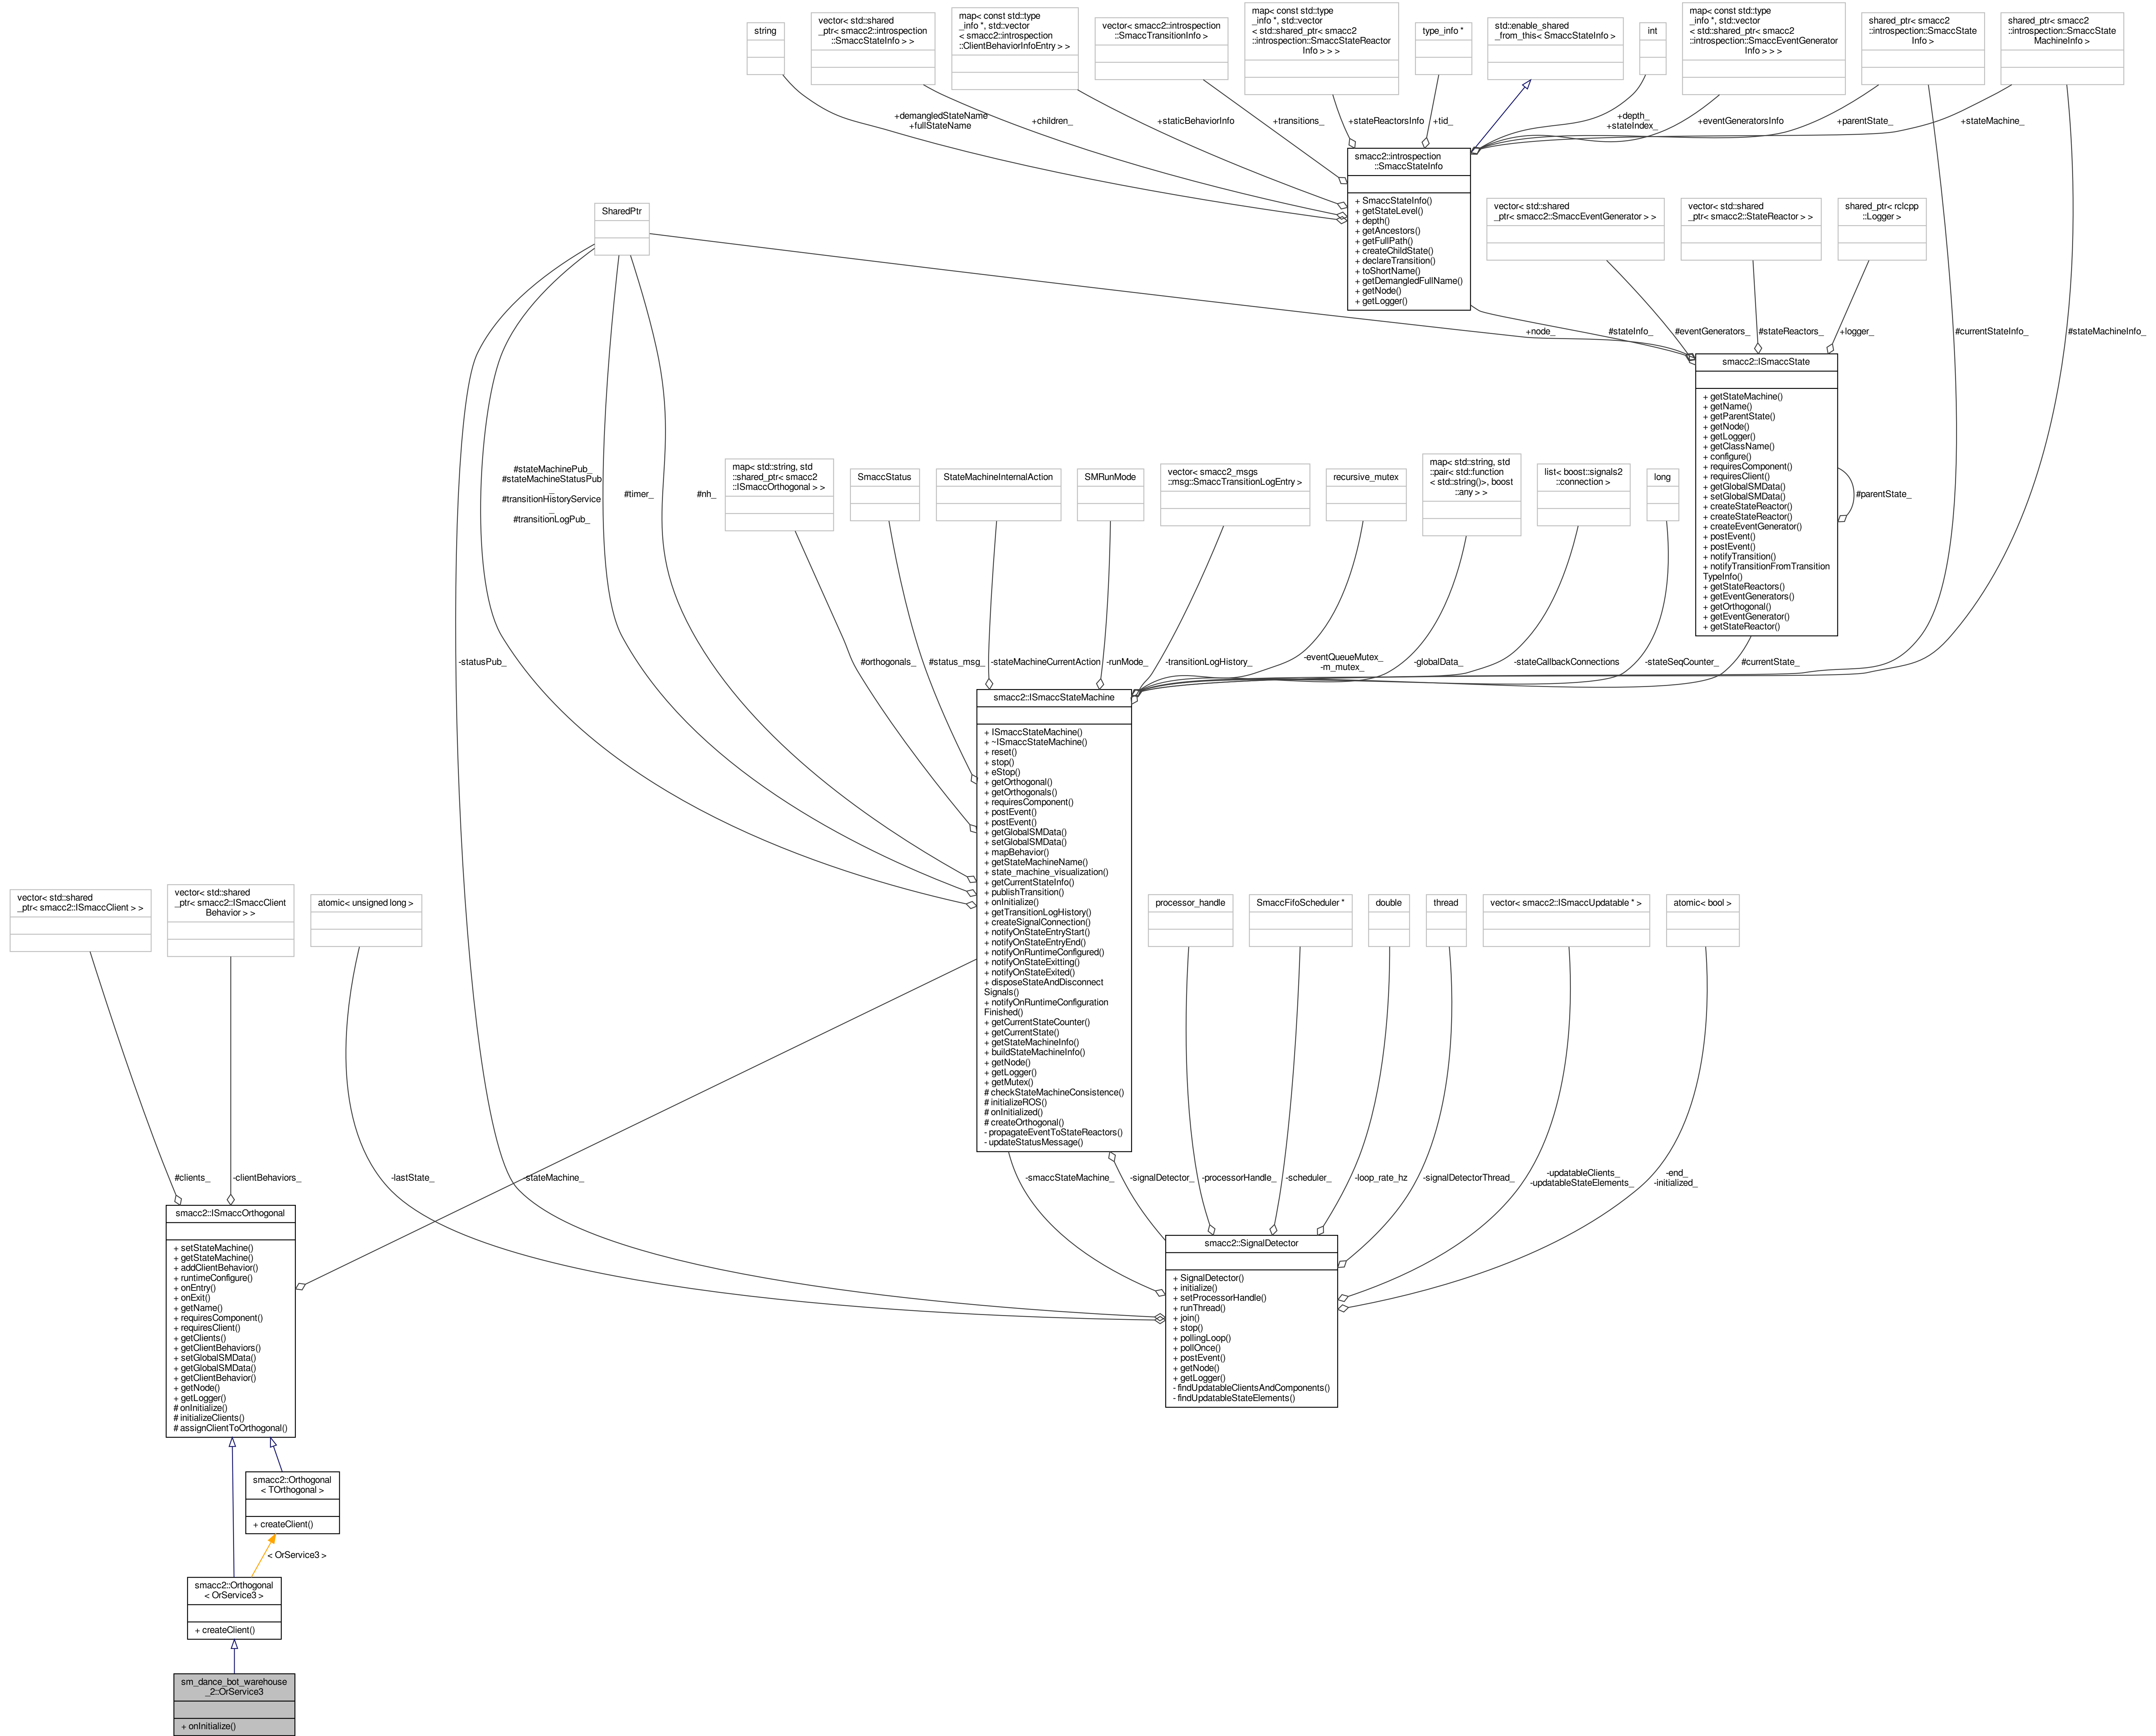 string
vector< std::shared
_ptr< smacc2::introspection
::SmaccStateInfo > >
map< const std::type
_info *, std::vector
< smacc2::introspection
::ClientBehaviorInfoEntry > >
vector< smacc2::introspection
::SmaccTransitionInfo >
map< const std::type
_info *, std::vector
< std::shared_ptr< smacc2
::introspection::SmaccStateReactor
Info > > >
type_info *
std::enable_shared
_from_this< SmaccStateInfo >
int
map< const std::type
_info *, std::vector
< std::shared_ptr< smacc2
::introspection::SmaccEventGenerator
Info > > >
shared_ptr< smacc2
::introspection::SmaccState
Info >
shared_ptr< smacc2
::introspection::SmaccState
MachineInfo >
+demangledStateName
+fullStateName
+children_
+staticBehaviorInfo
+transitions_
+stateReactorsInfo
+tid_
+depth_
+stateIndex_
+eventGeneratorsInfo
+parentState_
+stateMachine_
smacc2::introspection
::SmaccStateInfo
+ SmaccStateInfo()
+ getStateLevel()
+ depth()
+ getAncestors()
+ getFullPath()
+ createChildState()
+ declareTransition()
+ toShortName()
+ getDemangledFullName()
+ getNode()
+ getLogger()
SharedPtr
vector< std::shared
_ptr< smacc2::SmaccEventGenerator > >
vector< std::shared
_ptr< smacc2::StateReactor > >
shared_ptr< rclcpp
::Logger >
+node_
#stateInfo_
#eventGenerators_
#stateReactors_
+logger_
#currentStateInfo_
#stateMachineInfo_
smacc2::ISmaccState
+ getStateMachine()
+ getName()
+ getParentState()
+ getNode()
+ getLogger()
+ getClassName()
+ configure()
+ requiresComponent()
+ requiresClient()
+ getGlobalSMData()
+ setGlobalSMData()
+ createStateReactor()
+ createStateReactor()
+ createEventGenerator()
+ postEvent()
+ postEvent()
+ notifyTransition()
+ notifyTransitionFromTransition
TypeInfo()
+ getStateReactors()
+ getEventGenerators()
+ getOrthogonal()
+ getEventGenerator()
+ getStateReactor()
#parentState_
#stateMachinePub_
#stateMachineStatusPub
_
#transitionHistoryService
_
#transitionLogPub_
#timer_
#nh_
map< std::string, std
::shared_ptr< smacc2
::ISmaccOrthogonal > >
SmaccStatus
StateMachineInternalAction
SMRunMode
vector< smacc2_msgs
::msg::SmaccTransitionLogEntry >
recursive_mutex
map< std::string, std
::pair< std::function
< std::string()>, boost
::any > >
list< boost::signals2
::connection >
long
-statusPub_
#orthogonals_
#status_msg_
-stateMachineCurrentAction
-runMode_
-transitionLogHistory_
-eventQueueMutex_
-m_mutex_
-globalData_
-stateCallbackConnections
-stateSeqCounter_
#currentState_
smacc2::ISmaccStateMachine
+ ISmaccStateMachine()
+ ~ISmaccStateMachine()
+ reset()
+ stop()
+ eStop()
+ getOrthogonal()
+ getOrthogonals()
+ requiresComponent()
+ postEvent()
+ postEvent()
+ getGlobalSMData()
+ setGlobalSMData()
+ mapBehavior()
+ getStateMachineName()
+ state_machine_visualization()
+ getCurrentStateInfo()
+ publishTransition()
+ onInitialize()
+ getTransitionLogHistory()
+ createSignalConnection()
+ notifyOnStateEntryStart()
+ notifyOnStateEntryEnd()
+ notifyOnRuntimeConfigured()
+ notifyOnStateExitting()
+ notifyOnStateExited()
+ disposeStateAndDisconnect
Signals()
+ notifyOnRuntimeConfiguration
Finished()
+ getCurrentStateCounter()
+ getCurrentState()
+ getStateMachineInfo()
+ buildStateMachineInfo()
+ getNode()
+ getLogger()
+ getMutex()
# checkStateMachineConsistence()
# initializeROS()
# onInitialized()
# createOrthogonal()
- propagateEventToStateReactors()
- updateStatusMessage()
vector< std::shared
_ptr< smacc2::ISmaccClient > >
vector< std::shared
_ptr< smacc2::ISmaccClient
Behavior > >
atomic< unsigned long >
processor_handle
SmaccFifoScheduler *
double
thread
vector< smacc2::ISmaccUpdatable * >
atomic< bool >
#clients_
-clientBehaviors_
-lastState_
-stateMachine_
-smaccStateMachine_
-signalDetector_
-processorHandle_
-scheduler_
-loop_rate_hz
-signalDetectorThread_
-updatableClients_
-updatableStateElements_
-end_
-initialized_
smacc2::ISmaccOrthogonal
+ setStateMachine()
+ getStateMachine()
+ addClientBehavior()
+ runtimeConfigure()
+ onEntry()
+ onExit()
+ getName()
+ requiresComponent()
+ requiresClient()
+ getClients()
+ getClientBehaviors()
+ setGlobalSMData()
+ getGlobalSMData()
+ getClientBehavior()
+ getNode()
+ getLogger()
# onInitialize()
# initializeClients()
# assignClientToOrthogonal()
smacc2::SignalDetector
+ SignalDetector()
+ initialize()
+ setProcessorHandle()
+ runThread()
+ join()
+ stop()
+ pollingLoop()
+ pollOnce()
+ postEvent()
+ getNode()
+ getLogger()
- findUpdatableClientsAndComponents()
- findUpdatableStateElements()
smacc2::Orthogonal
< TOrthogonal >
+ createClient()
< OrService3 >
smacc2::Orthogonal
< OrService3 >
+ createClient()
sm_dance_bot_warehouse
_2::OrService3
+ onInitialize()